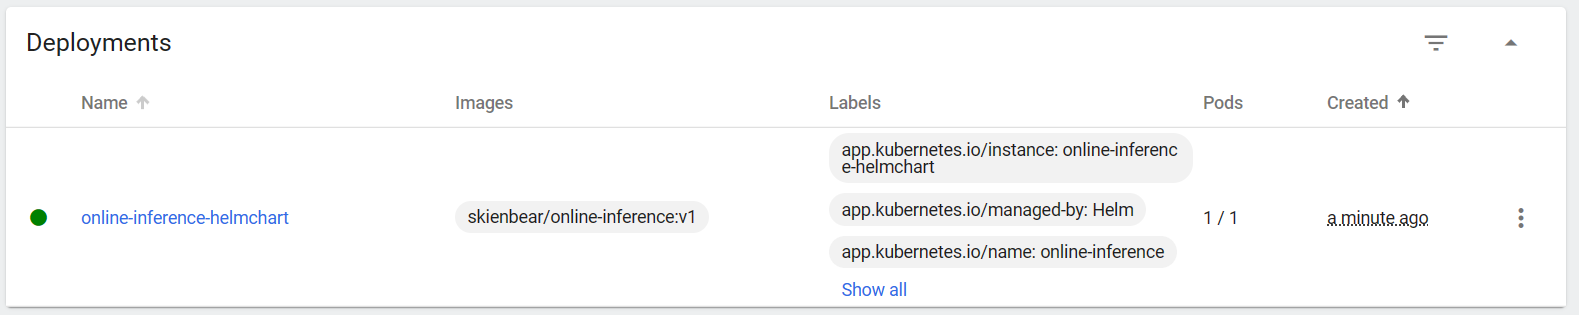 Deployments
Name Images Labels Pods Created
online-inference-helmchart
skienbear/online-inference:v1
app.kubernetes.io/instance: online-inferenc
e-helmchart
app.kubernetes.io/managed-by: Helm
app.kubernetes.io/name: online-inference
Show all
1 / 1
a minute ago